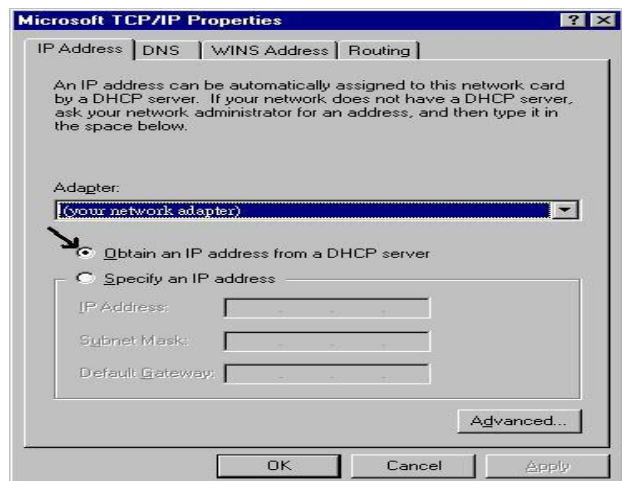 Microsoft TCP/IP Properties
IP Address DNS WINS Address Routing
An IP address can be automatically assigned to this network card
by a DHCP server. If your network does not have a DHCP server,
ask your network administrator for an address, and then type it in
the space below.
Adapter:
(your network adapter)
Obtain an IP address from a DHCP server
Specify an IP address
IP Address:
Subnet Mask:
Default Gateway:
Advanced...
OK Cancel Apply